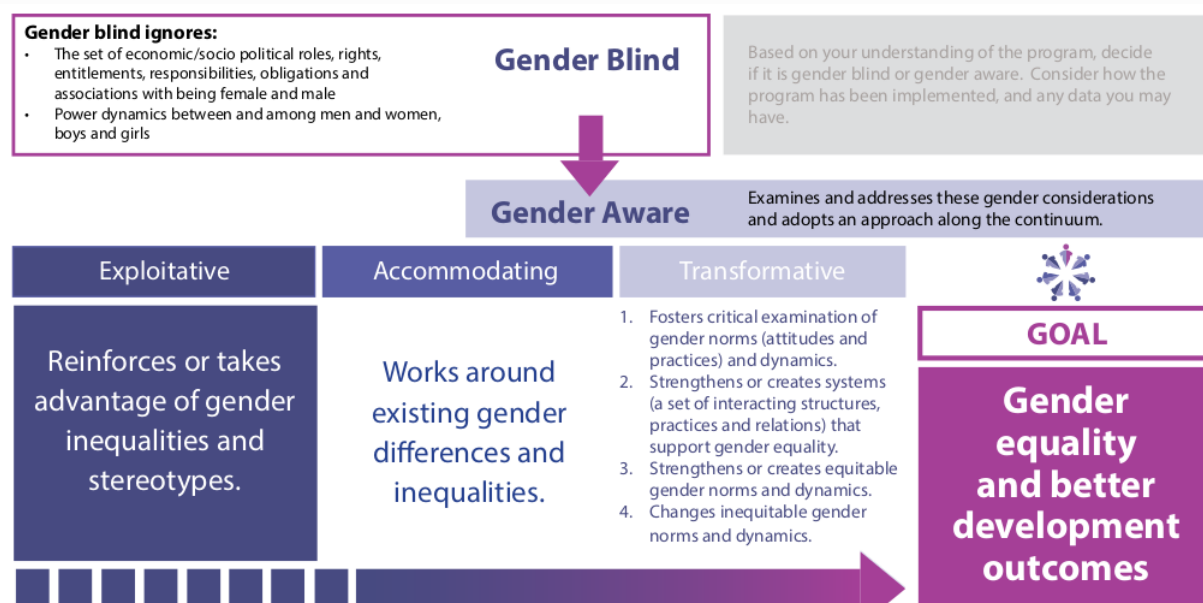 Gender blind ignores:
• The set of economic/socio political roles, rights,
entitlements, responsibilities, obligations and
associations with being female and male
• Power dynamics between and among men and women,
boys and girls
Gender Blind
Based on your understanding of the program, decide
if it is gender blind or gender aware. Consider how the
program has been implemented, and any data you may
have.
Gender Aware
Examines and addresses these gender considerations
and adopts an approach along the continuum.
Exploitative
Reinforces or takes
advantage of gender
inequalities and
stereotypes.
Accommodating
Works around
existing gender
differences and
inequalities.
Transformative
1. Fosters critical examination of
gender norms (attitudes and
practices) and dynamics.
2. Strengthens or creates systems
(a set of interacting structures,
practices and relations) that
support gender equality.
3. Strengthens or creates equitable
gender norms and dynamics.
4. Changes inequitable gender
norms and dynamics.
GOAL
Gender
equality
and better
development
outcomes